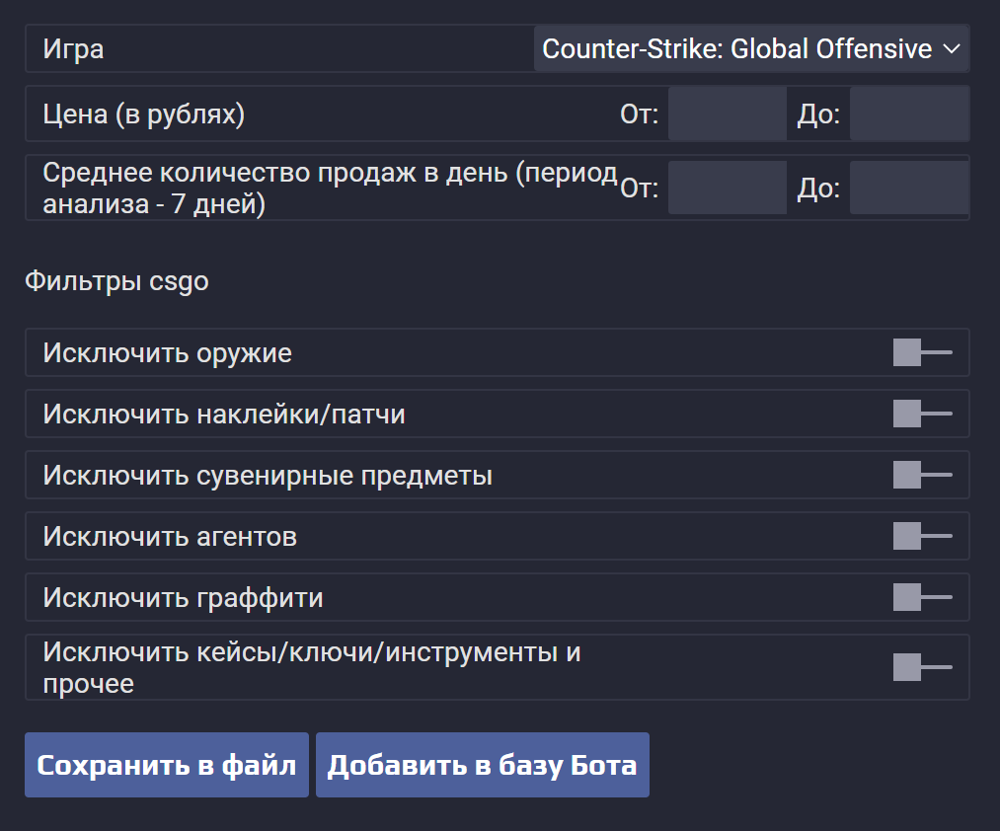 Игра
Counter-Strike: Global Offensive
Цена (в рублях)
От:
До:
Среднее количество продаж в день (период
анализа - 7 дней)
От:
До:
Фильтры csgo
Исключить оружие
Исключить наклейки/патчи
Исключить сувенирные предметы
Исключить агентов
Исключить граффити
Исключить кейсы/ключи/инструменты и
прочее
Сохранить в файл
Добавить в базу Бота